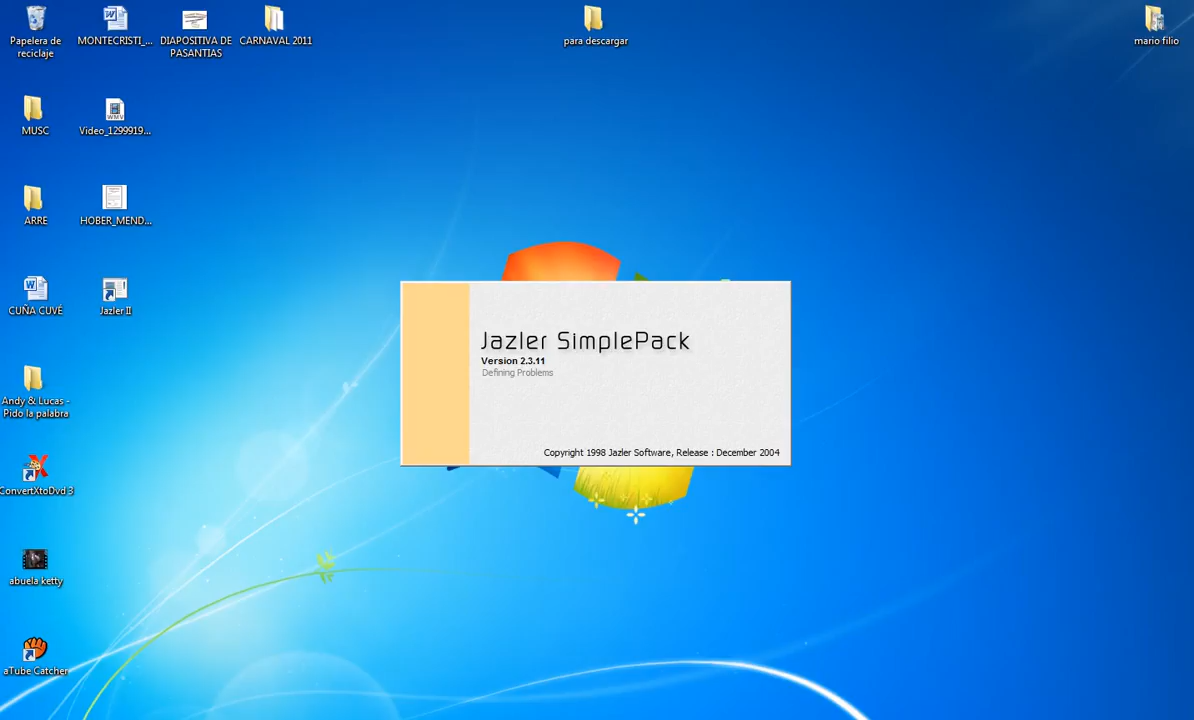 Papelera de
reciclaje
MONTECRISTI_...
DIAPOSITIVA DE
PASANTIAS
CARNAVAL 2011
para descargar
mario filio
MUSC
WMV
Video_1299919...
ARRE
HOBER_MEND...
CUÑA CUVÉ
Jazler II
Jazler SimplePack
Version 2.3.11
Defining Problems
Copyright 1998 Jazler Software, Release : December 2004
Andy & Lucas -
Pido la palabra
ConvertXtoDvd 3
abuela ketty
aTube Catcher